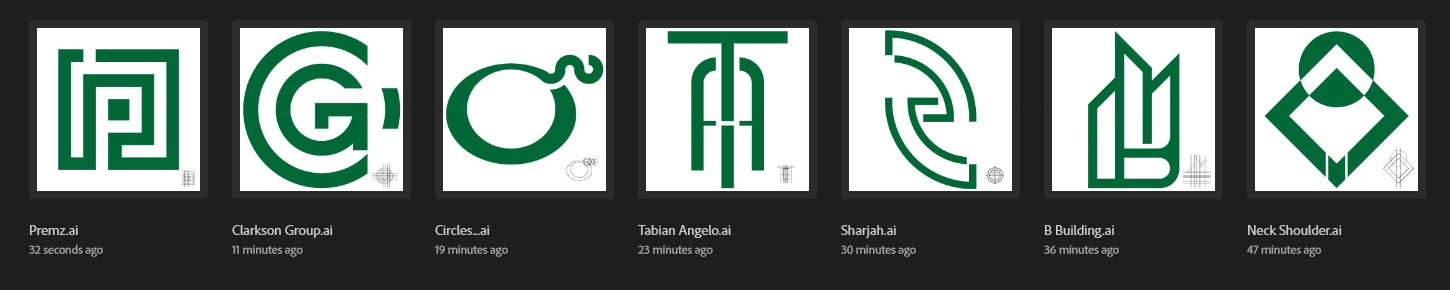 Premz.ai
32 seconds ago
Clarkson Group.ai
11 minutes ago
Circles...ai
19 minutes ago
Tabian Angelo.ai
23 minutes ago
Sharjah.ai
30 minutes ago
B Building.ai
36 minutes ago
Neck Shoulder.ai
47 minutes ago